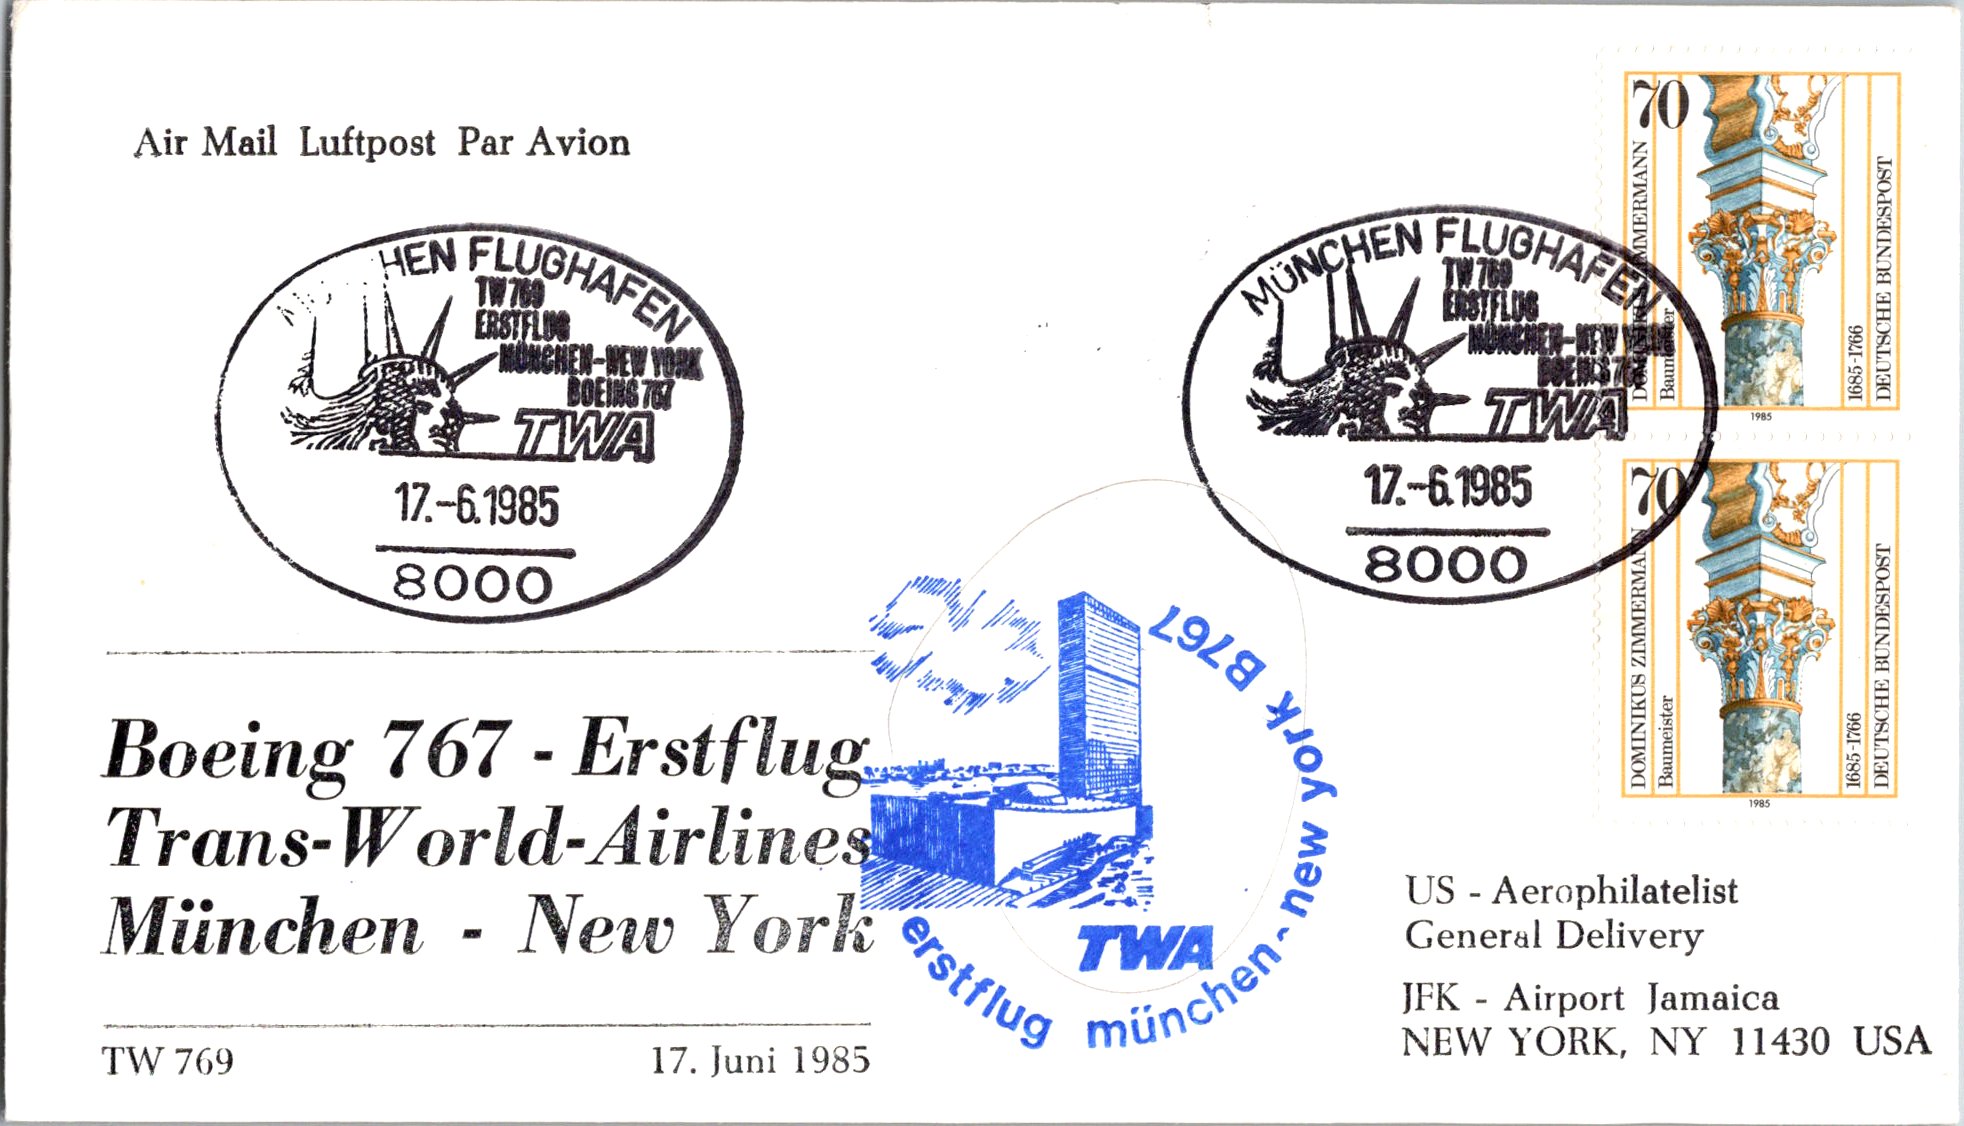 Air Mail Luftpost Par Avion
HEN FLUGHAFEN
TW 769
ERSTFLUG
MÜNCHEN-NEW YORK
BOEING 767
TWA
17.-6.1985
8000
MÜNCHEN FLUGHAFEN
TW 769
ERSTFLUG
MÜNCHEN-NEW
BOEING
TWA
17.-6.1985
8000
70
DOMINIKUS ZIMMERMANN
Baumeister
1685-1766
DEUTSCHE BUNDESPOST
1985
70
DOMINIKUS ZIMMERMANN
Baumeister
1685-1766
DEUTSCHE BUNDESPOST
1985
Boeing 767 - Erstflug
Trans-World-Airlines
München - New York
TW 769 17. Juni 1985
TWA
erstflug münchen-new york B767
US - Aerophilatelist
General Delivery
JFK - Airport Jamaica
NEW YORK, NY 11430 USA